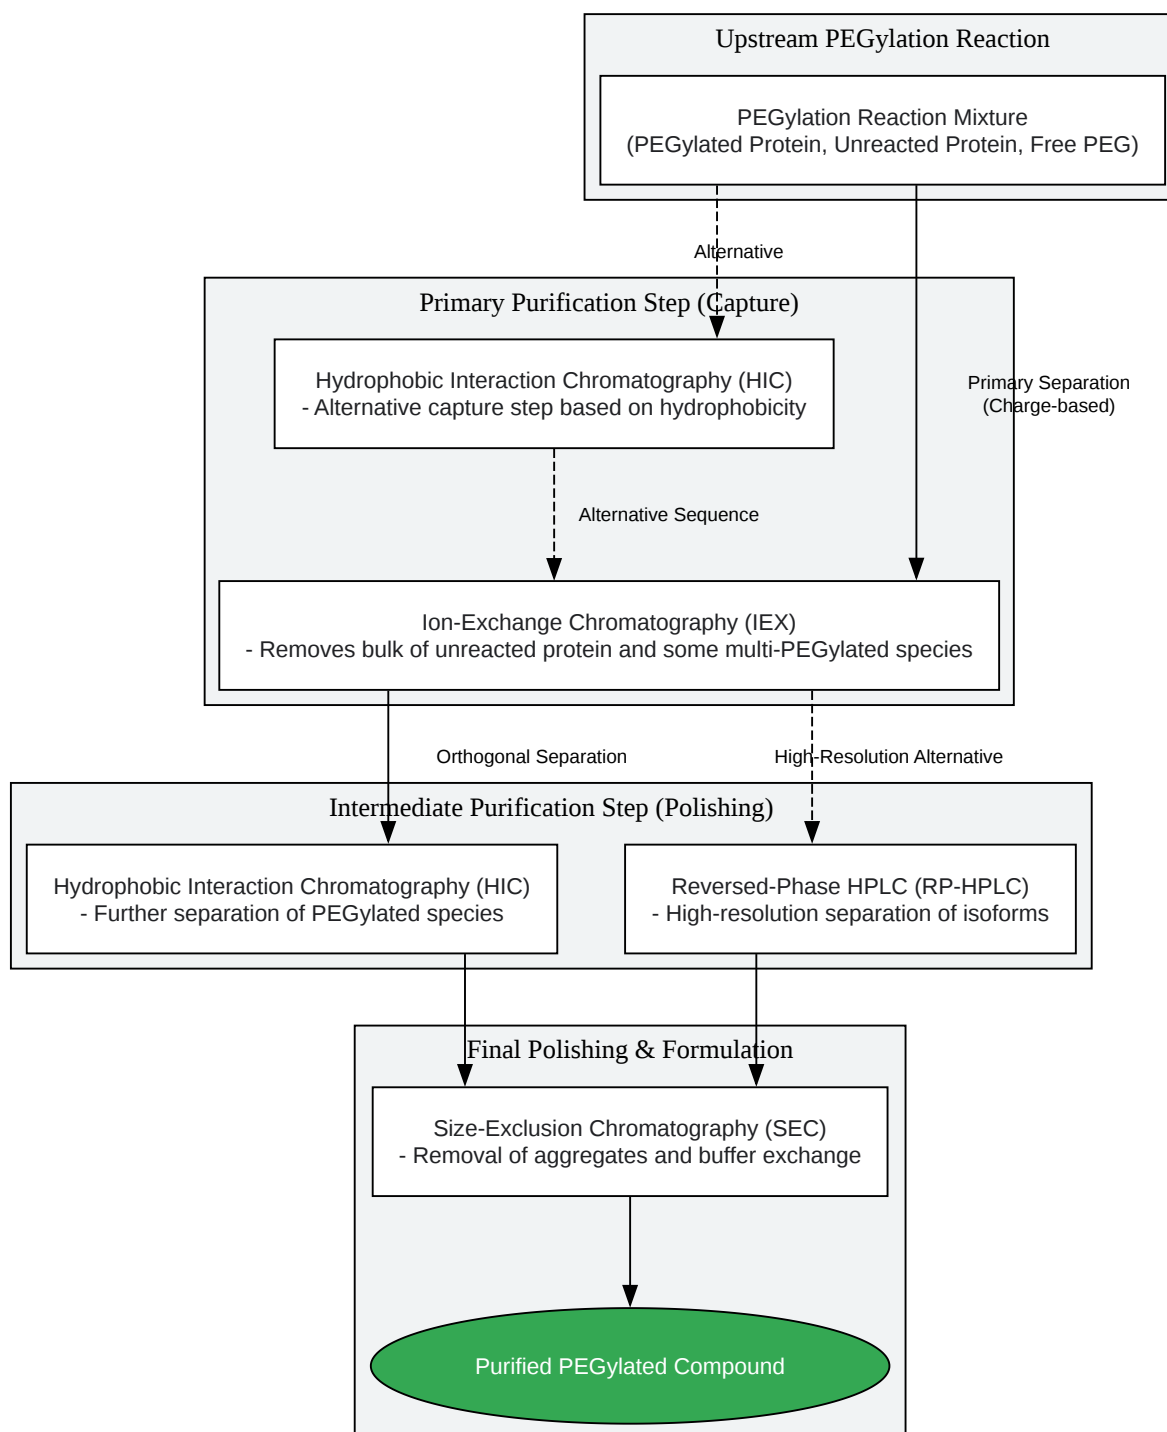 Upstream PEGylation Reaction
PEGylation Reaction Mixture
(PEGylated Protein, Unreacted Protein, Free PEG)
Alternative
Primary Purification Step (Capture)
Hydrophobic Interaction Chromatography (HIC)
- Alternative capture step based on hydrophobicity
Primary Separation
(Charge-based)
Alternative Sequence
Ion-Exchange Chromatography (IEX)
- Removes bulk of unreacted protein and some multi-PEGylated species
Orthogonal Separation
High-Resolution Alternative
Intermediate Purification Step (Polishing)
Hydrophobic Interaction Chromatography (HIC)
- Further separation of PEGylated species
Reversed-Phase HPLC (RP-HPLC)
- High-resolution separation of isoforms
Final Polishing & Formulation
Size-Exclusion Chromatography (SEC)
- Removal of aggregates and buffer exchange
Purified PEGylated Compound